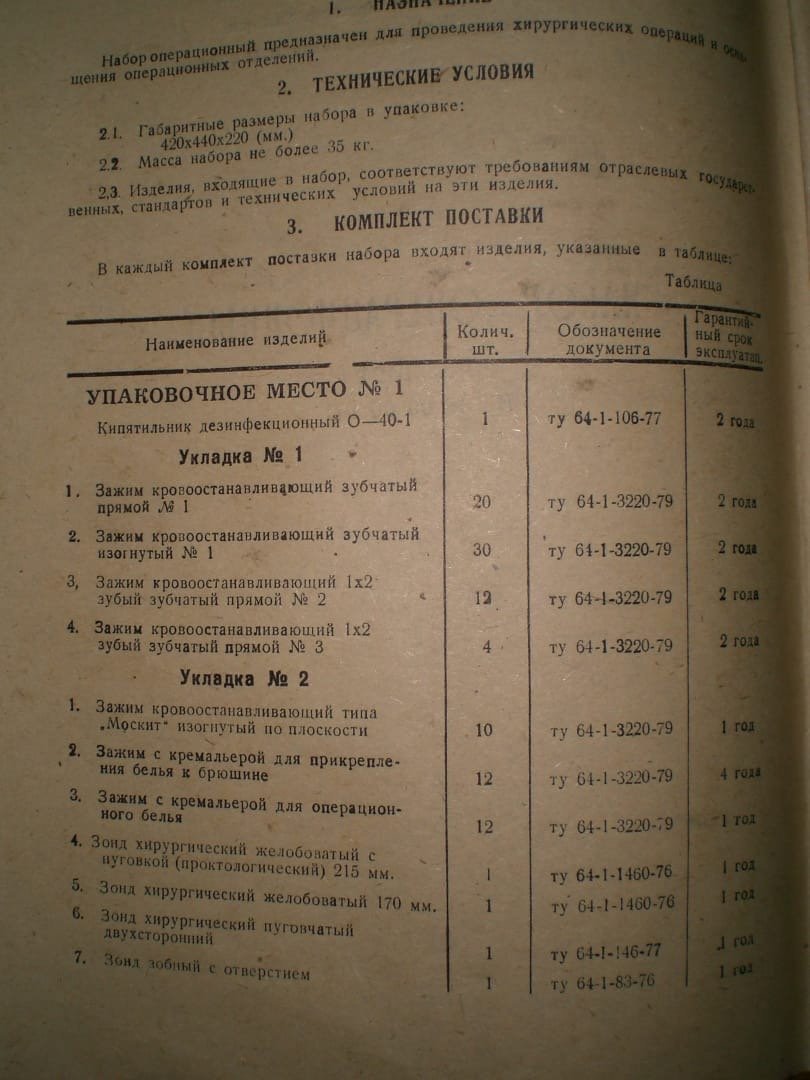 1. НАЗНАЧЕНИЕ
Набор операционный предназначен для проведения хирургических операций и осна-
щения операционных отделений.
2. ТЕХНИЧЕСКИЕ УСЛОВИЯ
2.1. Габаритные размеры набора в упаковке:
420х440х220 (мм.)
2.2. Масса набора не более 35 кг.
2,3. Изделия, входящие в набор, соответствуют требованиям отраслевых государст-
венных, стандартов и технических условий на эти изделия.
3. КОМПЛЕКТ ПОСТАВКИ
В каждый комплект поставки набора входят изделия, указанные в таблице:
Таблица
Наименование изделий Колич. шт. Обозначение документа Гарантий- ный срок эксплуатац.
УПАКОВОЧНОЕ МЕСТО № 1
Кипятильник дезинфекционный О—40-1 1 ту 64-1-106-77 2 года
Укладка № 1
1. Зажим кровоостанавливающий зубчатый
прямой № 1 20 ту 64-1-3220-79 2 года
2. Зажим кровоостанавливающий зубчатый
изогнутый № 1 30 ту 64-1-3220-79 2 года
3, Зажим кровоостанавливающий 1х2
зубый зубчатый прямой № 2 12 ту 64-1-3220-79 2 года
4. Зажим кровоостанавливающий 1х2
зубый зубчатый прямой № 3 4 ту 64-1-3220-79 2 года
Укладка № 2
1. Зажим кровоостанавливающий типа
„Москит“ изогнутый по плоскости 10 ту 64-1-3220-79 1 год
2. Зажим с кремальерой для прикрепле-
ния белья к брюшине 12 ту 64-1-3220-79 4 года
3. Зажим с кремальерой для операцион-
ного белья 12 ту 64-1-3220-79 1 год
4. Зонд хирургический желобоватый с
пуговкой (проктологический) 215 мм. 1 ту 64-1-1460-76 1 год
5. Зонд хирургический желобоватый 170 мм. 1 ту 64-1-1460-76 1 год
6. Зонд хирургический пуговчатый
двухсторонний 1 ту 64-1-146-77 1 год
7. Зонд зобный с отверстием 1 ту 64-1-83-76 1 год